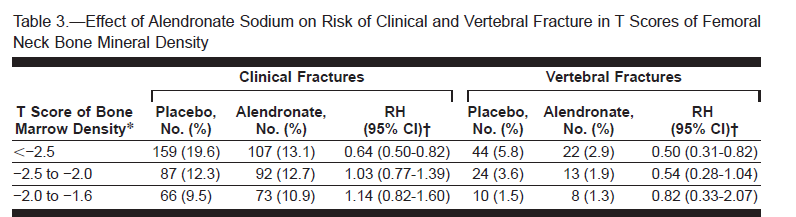 Table 3.—Effect of Alendronate Sodium on Risk of Clinical and Vertebral Fracture in T Scores of Femoral
Neck Bone Mineral Density
Clinical Fractures Vertebral Fractures
T Score of Bone Placebo, Alendronate, RH Placebo, Alendronate, RH
Marrow Density* No. (%) No. (%) (95% CI)† No. (%) No. (%) (95% CI)†
<−2.5 159 (19.6) 107 (13.1) 0.64 (0.50-0.82) 44 (5.8) 22 (2.9) 0.50 (0.31-0.82)
−2.5 to −2.0 87 (12.3) 92 (12.7) 1.03 (0.77-1.39) 24 (3.6) 13 (1.9) 0.54 (0.28-1.04)
−2.0 to −1.6 66 (9.5) 73 (10.9) 1.14 (0.82-1.60) 10 (1.5) 8 (1.3) 0.82 (0.33-2.07)